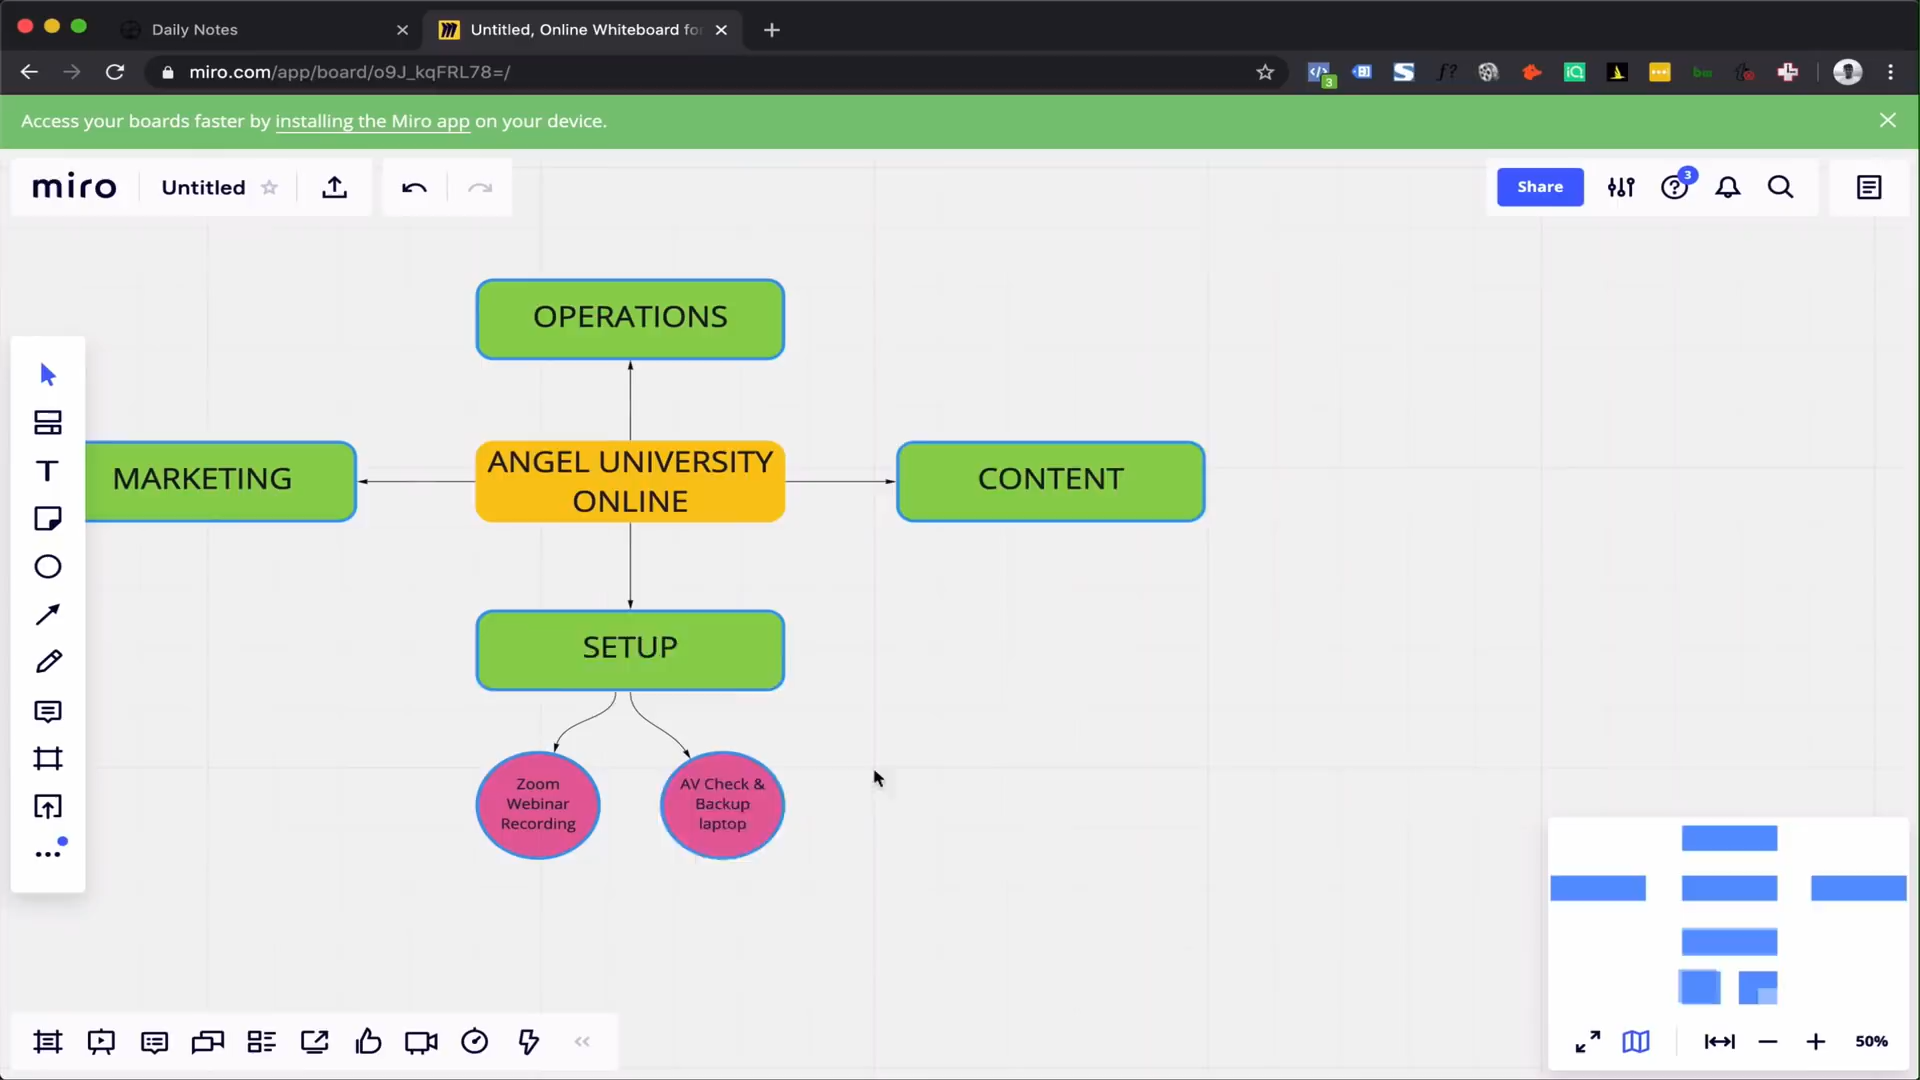 Daily Notes
Untitled, Online Whiteboard fo
miro.com/app/board/o9J_kqFRL78=/
3
Access your boards faster by installing the Miro app on your device.
miro
Untitled
Share
3
OPERATIONS
MARKETING
ANGEL UNIVERSITY
ONLINE
CONTENT
SETUP
Zoom
Webinar
Recording
AV Check &
Backup
laptop
50%